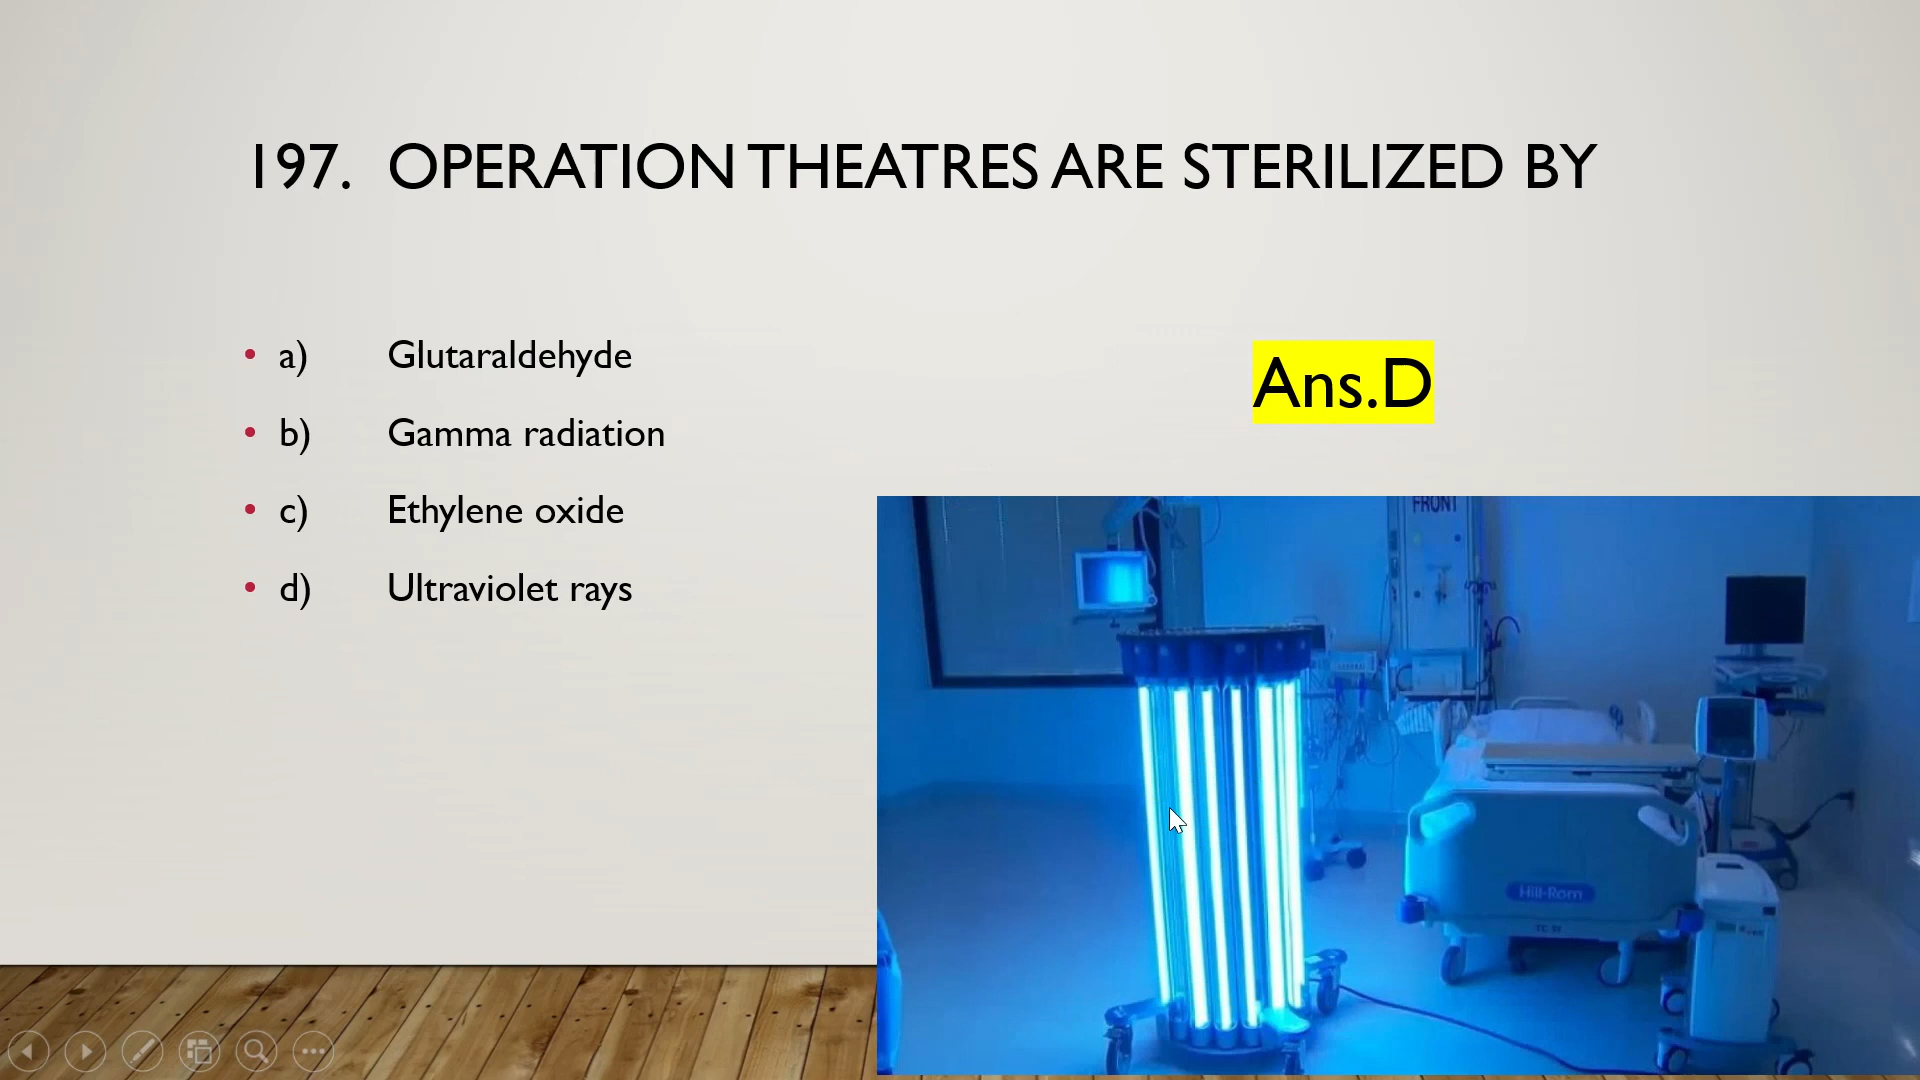 197. OPERATION THEATRES ARE STERILIZED BY
• a) Glutaraldehyde
• b) Gamma radiation
• c) Ethylene oxide
• d) Ultraviolet rays
Ans.D
FRONT
Hill-Rom